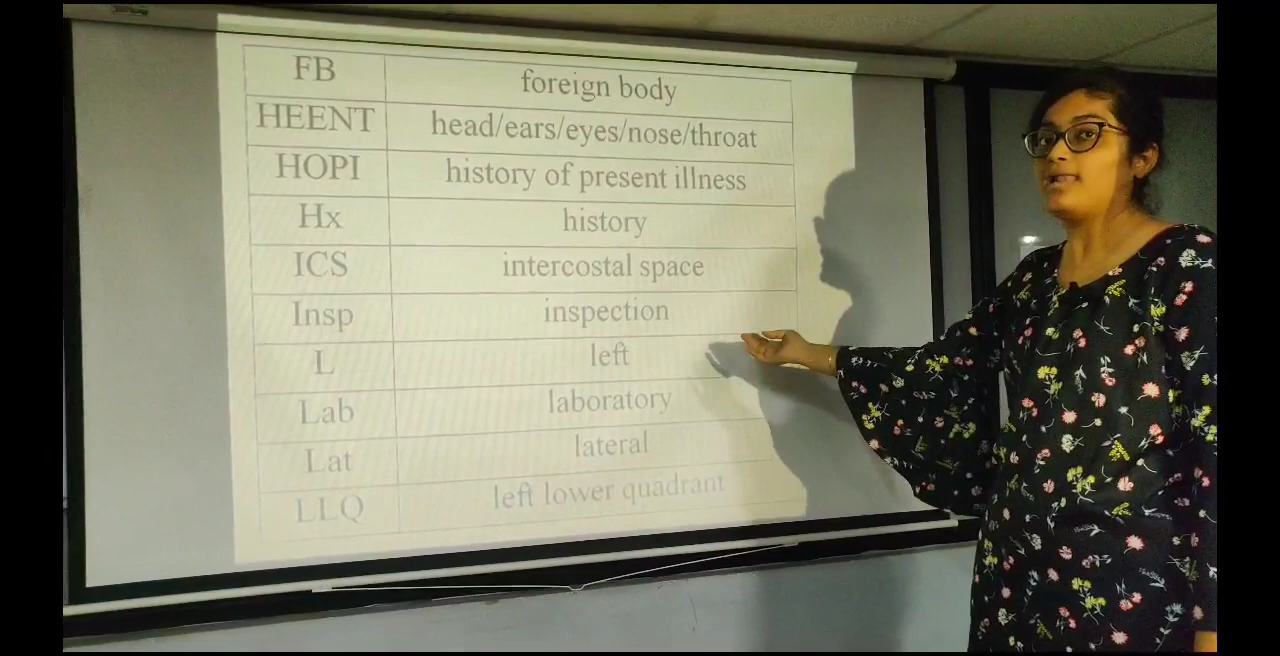 FB foreign body
HEENT head/ears/eyes/nose/throat
HOPI history of present illness
Hx history
ICS intercostal space
Insp inspection
L left
Lab laboratory
Lat lateral
LLQ left lower quadrant